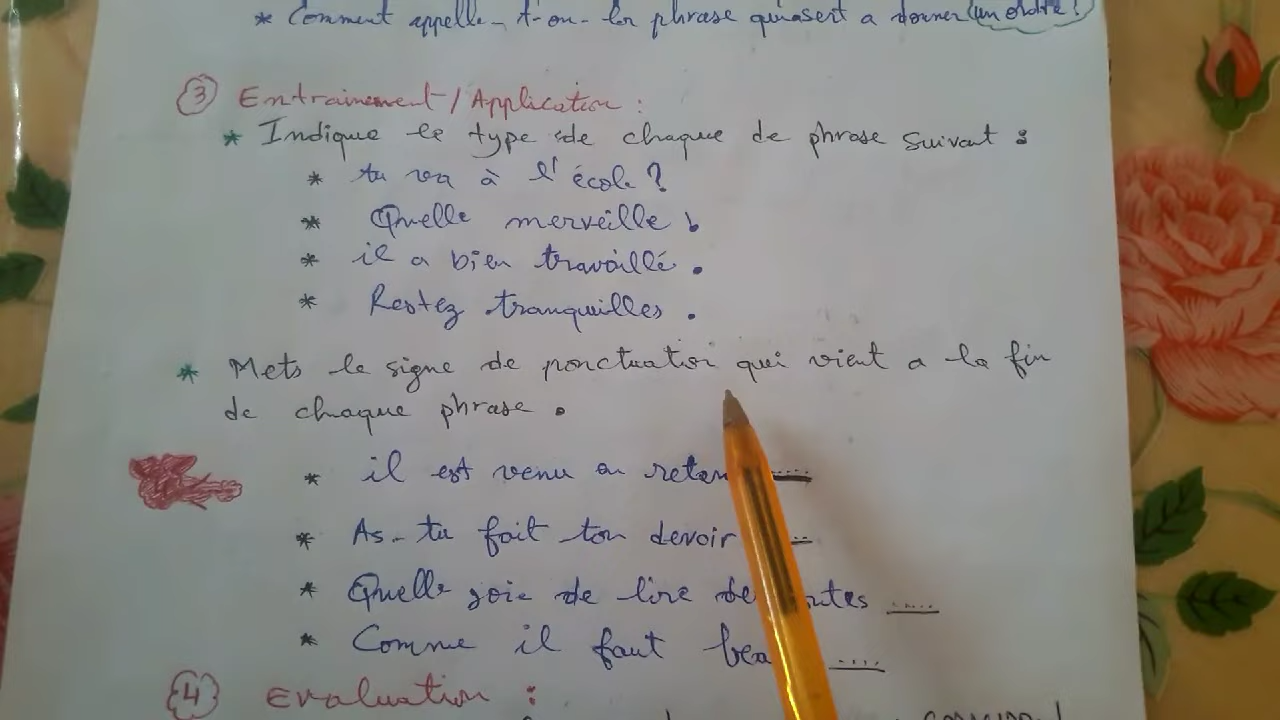 * Comment appelle-t-on-la phrase qui sert a donner un ordre?
③ Entrainement/Application :
* Indique le type de chaque de phrase suivant :
* tu va à l'école?
* Quelle merveille !
* il a bien travaillé.
* Restez tranquilles.
* Mets le signe de ponctuation qui vient a la fin
de chaque phrase.
* il est venu en .....
* As-tu fait ton devoir ..
* Quelle joie de lire .....
* Comme il faut ....
④ Evaluation :